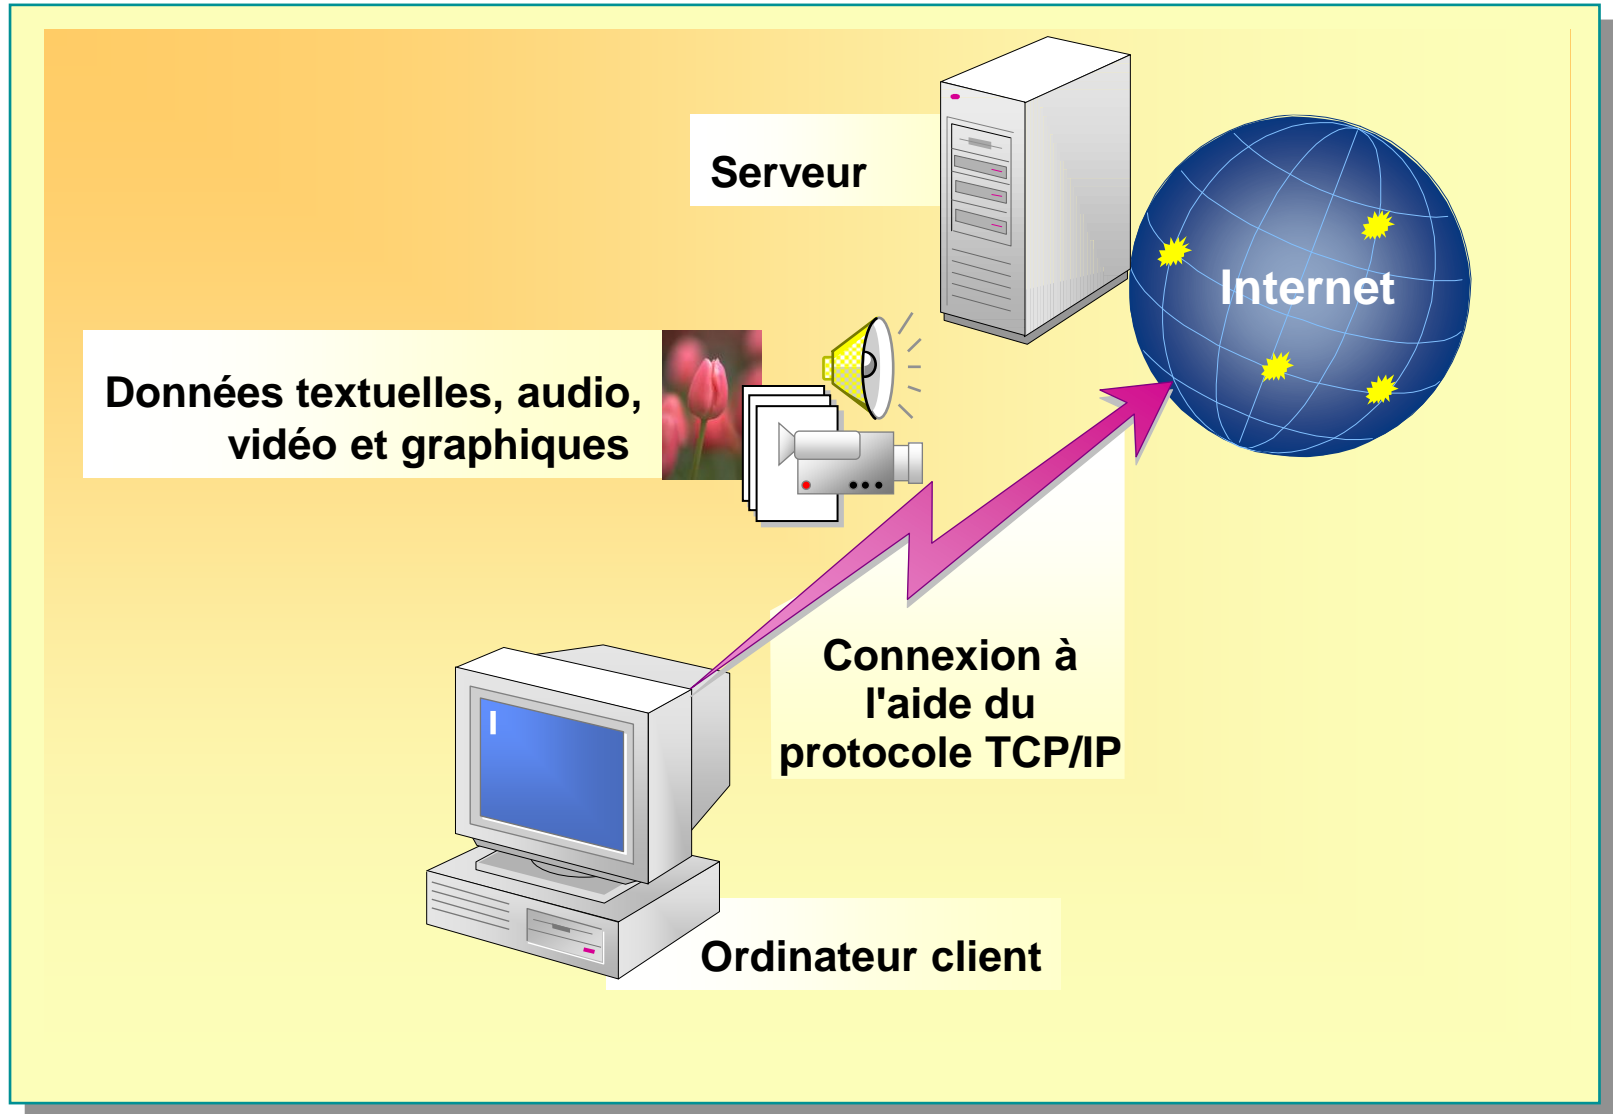 Serveur
Internet
Données textuelles, audio,
vidéo et graphiques
Connexion à
l'aide du
protocole TCP/IP
Ordinateur client